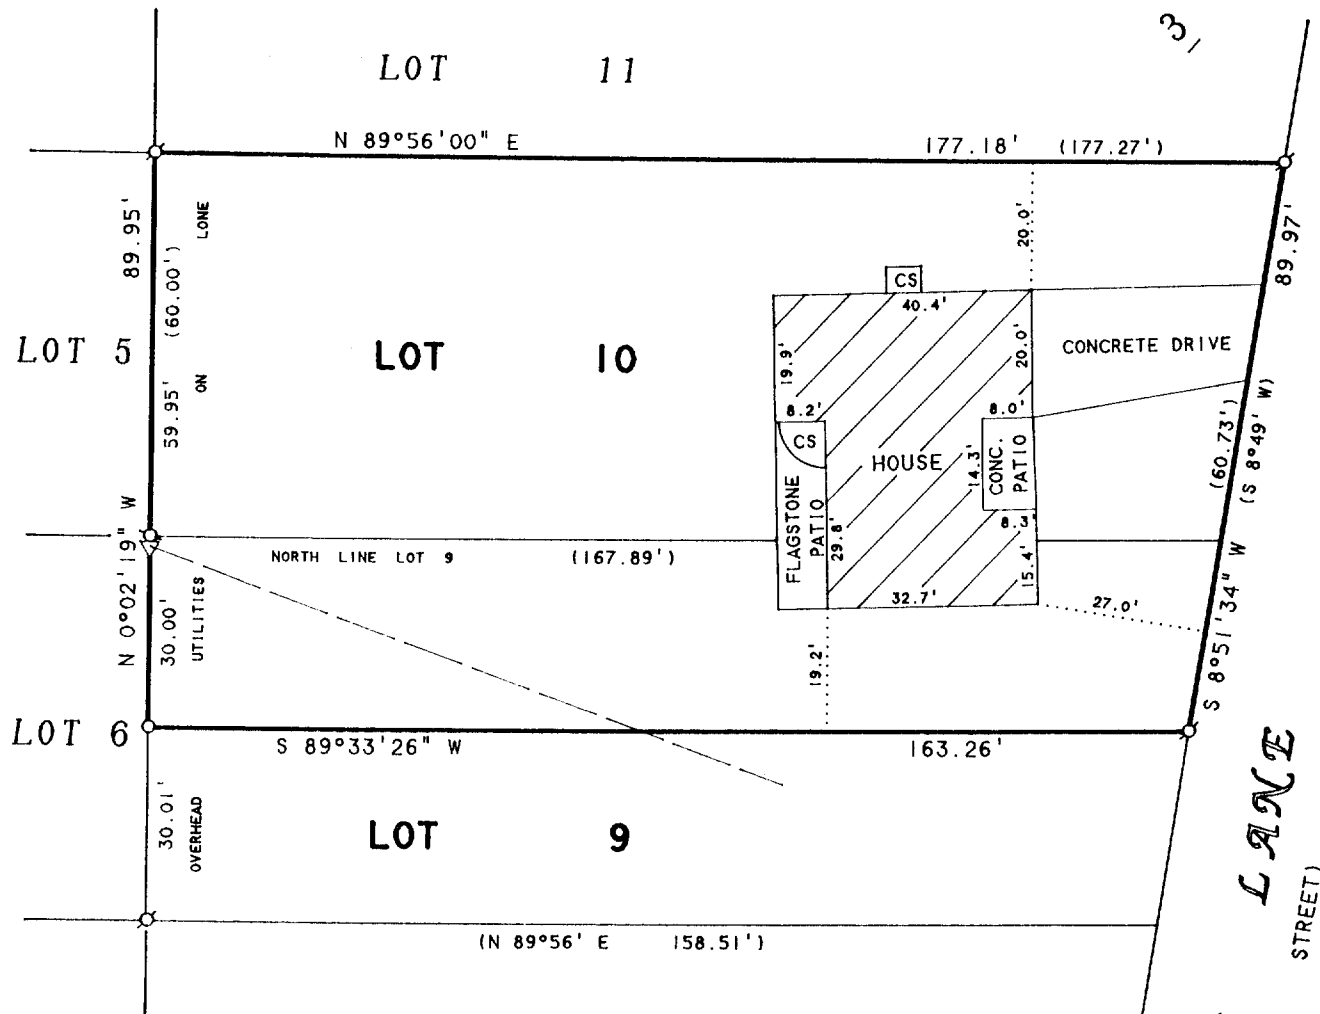 3
LOT 11
N 89°56'00" E
177.18' (177.27')
89.95'
(60.00')
LONE
20.0'
89.97'
CS
40.4'
LOT 5
LOT 10
19.9'
20.0'
CONCRETE DRIVE
59.95'
ON
8.2'
8.0'
CS
HOUSE
14.3'
CONC.
PATIO
(60.73')
(S 8°49' W)
FLAGSTONE
PATIO
29.8'
8.3'
15.4'
N 0°02'19" W
NORTH LINE LOT 9 (167.89')
32.7'
27.0'
30.00'
UTILITIES
19.2'
S 8°51'34" W
LOT 6
S 89°33'26" W
163.26'
30.01'
OVERHEAD
LOT 9
LANE
STREET)
(N 89°56' E 158.51')